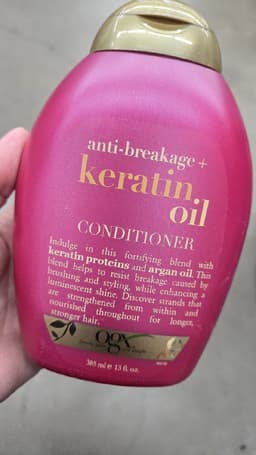 anti-breakage +
keratin
oil
CONDITIONER
Indulge in this fortifying blend with
keratin proteins and argan oil. This
blend helps to resist breakage caused by
brushing and styling, while enhancing a
luminescent shine. Discover strands that
are strengthened from within and
nourished throughout for longer,
stronger hair.
ogx
385 ml e 13 fl. oz.